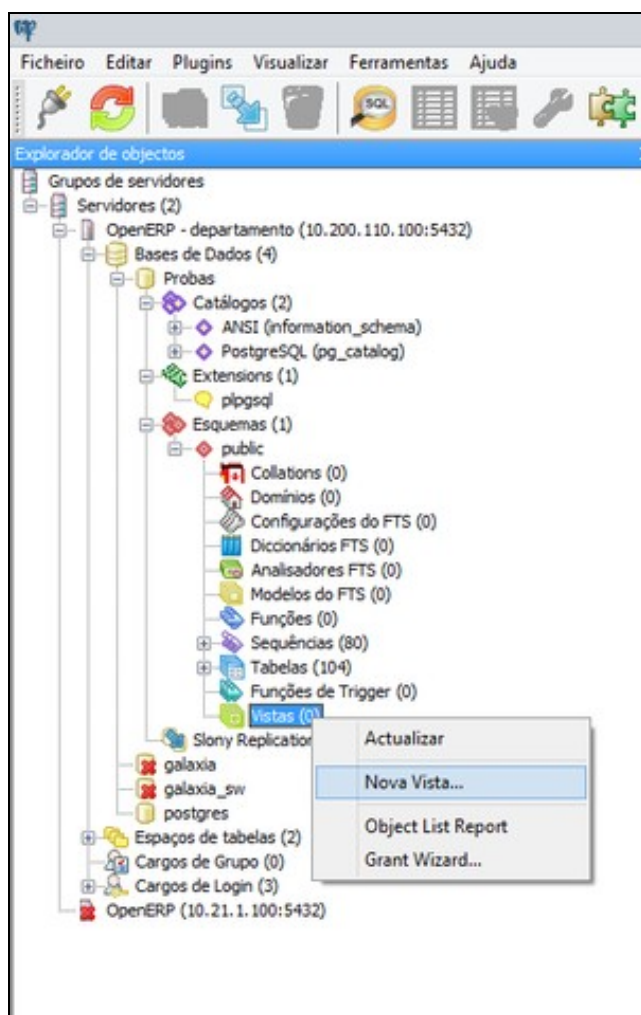 Ficheiro Editar Plugins Visualizar Ferramentas Ajuda
SQL
Explorador de objectos
Grupos de servidores
Servidores (2)
OpenERP - departamento (10.200.110.100:5432)
Bases de Dados (4)
Probas
Catálogos (2)
ANSI (information_schema)
PostgreSQL (pg_catalog)
Extensions (1)
plpgsql
Esquemas (1)
public
Collations (0)
Domínios (0)
Configurações do FTS (0)
Diccionários FTS (0)
Analisadores FTS (0)
Modelos do FTS (0)
Funções (0)
Sequências (80)
Tabelas (104)
Funções de Trigger (0)
Vistas (0)
Actualizar
Slony Replication
galaxia
Nova Vista...
galaxia_sw
postgres
Object List Report
Espaços de tabelas (2)
Grant Wizard...
Cargos de Grupo (0)
Cargos de Login (3)
OpenERP (10.21.1.100:5432)